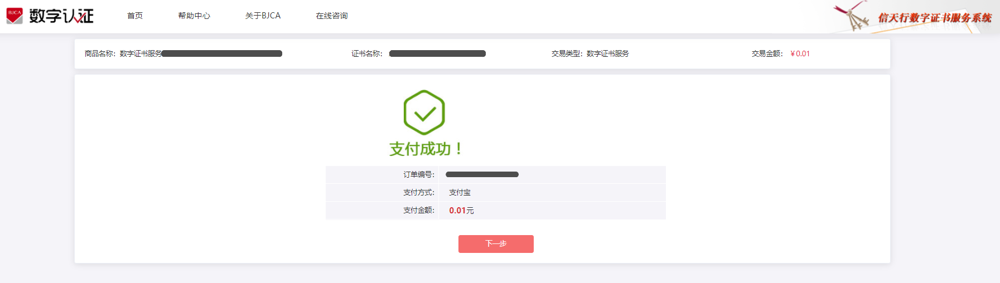 BJCA 数字认证 首页 帮助中心 关于BJCA 在线咨询 信天行数字证书服务系统
商品名称：数字证书服务 证书名称： 交易类型：数字证书服务 交易金额：￥0.01
支付成功！
订单编号：
支付方式： 支付宝
支付金额： 0.01元
下一步